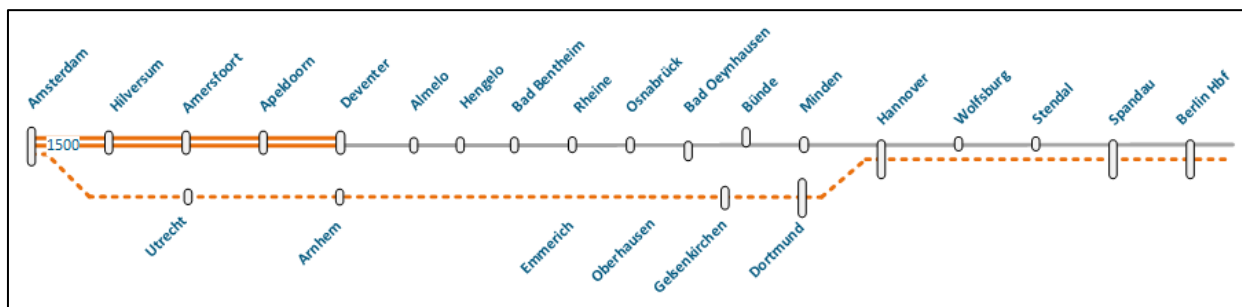 Amsterdam
Hilversum
Amersfoort
Apeldoorn
Deventer
Almelo
Hengelo
Bad Bentheim
Rheine
Osnabrück
Bad Oeynhausen
Bünde
Minden
Hannover
Wolfsburg
Stendal
Spandau
Berlin Hbf
1500
Utrecht
Arnhem
Emmerich
Oberhausen
Gelsenkirchen
Dortmund